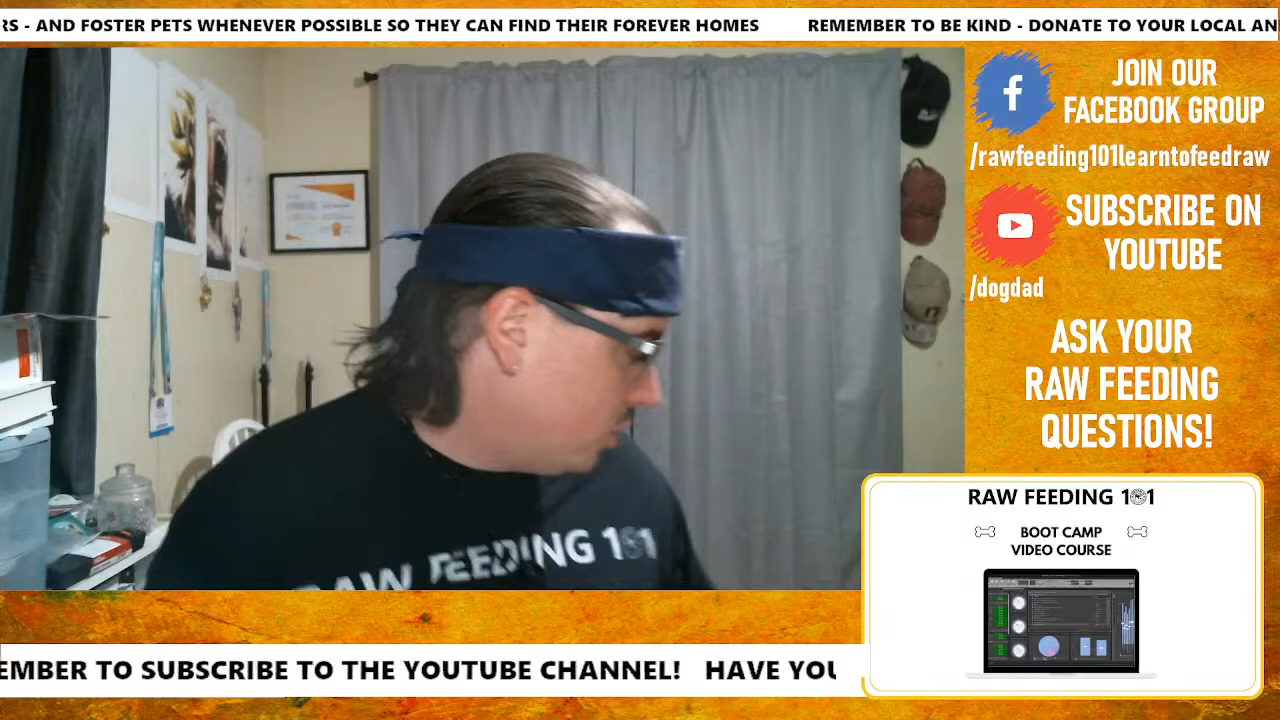 RS - AND FOSTER PETS WHENEVER POSSIBLE SO THEY CAN FIND THEIR FOREVER HOMES REMEMBER TO BE KIND - DONATE TO YOUR LOCAL AN
JOIN OUR
FACEBOOK GROUP
/rawfeeding101learntofeedraw
SUBSCRIBE ON
YOUTUBE
/dogdad
ASK YOUR
RAW FEEDING
QUESTIONS!
RAW FEEDING 101
RAW FEEDING 101
BOOT CAMP
VIDEO COURSE
EMBER TO SUBSCRIBE TO THE YOUTUBE CHANNEL! HAVE YOU